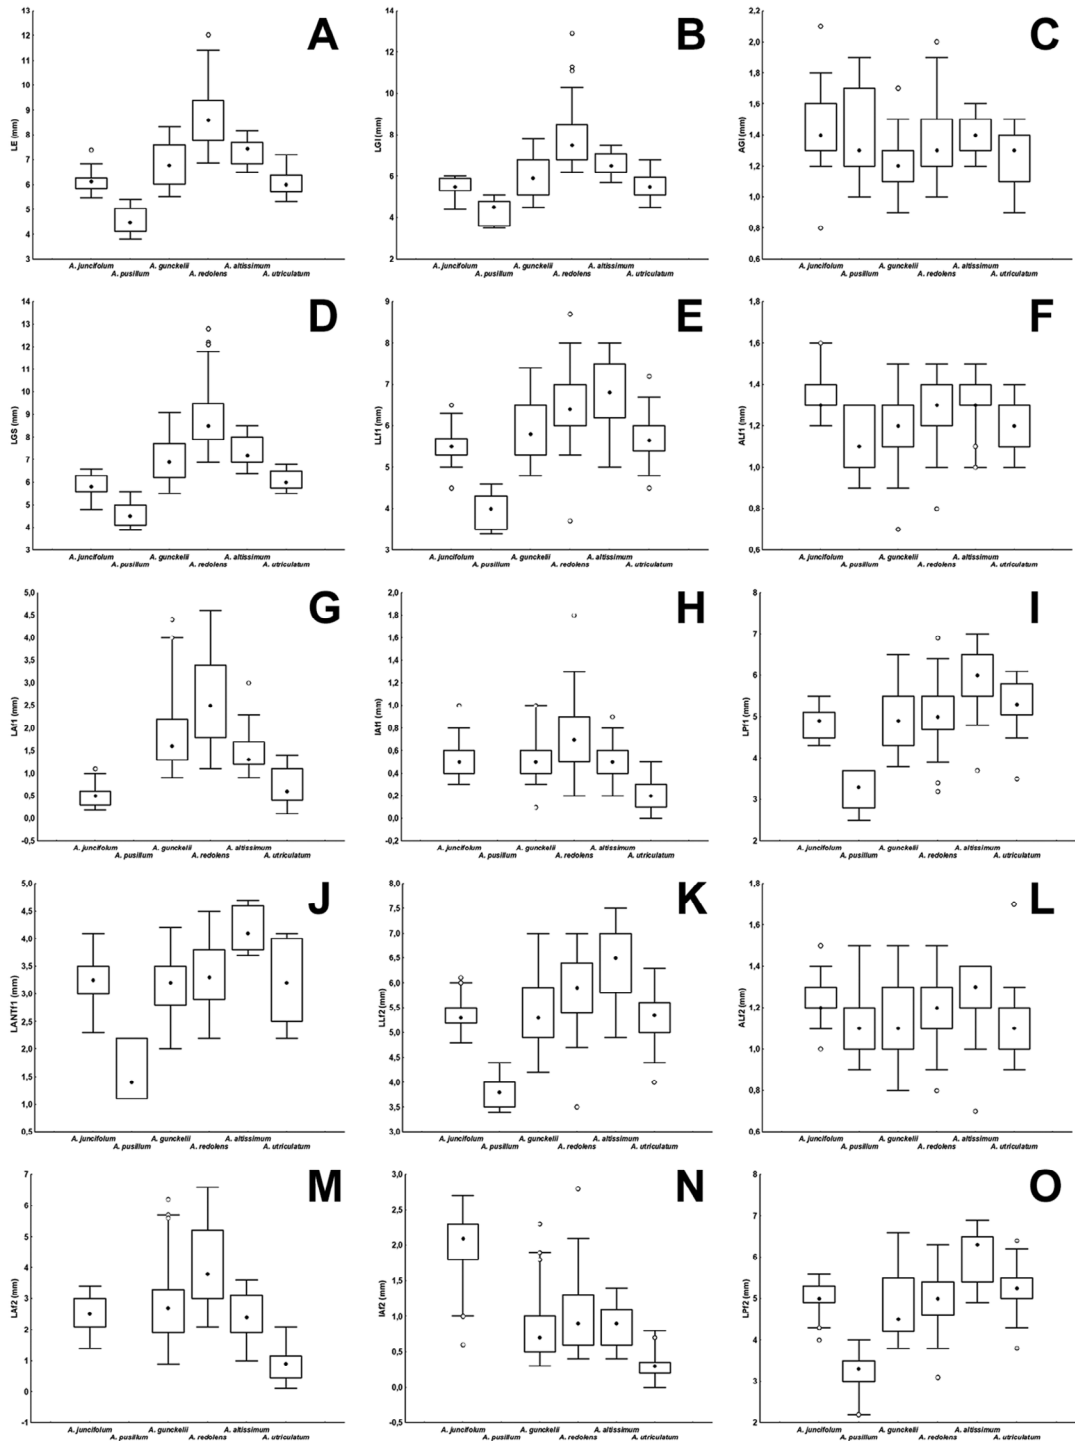 A
LE (mm)
13
12
11
10
9
8
7
6
5
4
3
A. juncifolum A. gunckelii A. altissimum
A. pusillum A. redolens A. utriculatum
B
LGI (mm)
14
12
10
8
6
4
2
A. juncifolum A. gunckelii A. altissimum
A. pusillum A. redolens A. utriculatum
C
AGI (mm)
2,2
2,0
1,8
1,6
1,4
1,2
1,0
0,8
0,6
A. juncifolum A. gunckelii A. altissimum
A. pusillum A. redolens A. utriculatum
D
LGS (mm)
14
13
12
11
10
9
8
7
6
5
4
3
A. juncifolum A. gunckelii A. altissimum
A. pusillum A. redolens A. utriculatum
E
LLf1 (mm)
9
8
7
6
5
4
3
A. juncifolum A. gunckelii A. altissimum
A. pusillum A. redolens A. utriculatum
F
ALf1 (mm)
1,8
1,6
1,4
1,2
1,0
0,8
0,6
A. juncifolum A. gunckelii A. altissimum
A. pusillum A. redolens A. utriculatum
G
LAf1 (mm)
5,0
4,5
4,0
3,5
3,0
2,5
2,0
1,5
1,0
0,5
0,0
-0,5
A. juncifolum A. gunckelii A. altissimum
A. pusillum A. redolens A. utriculatum
H
IAf1 (mm)
2,0
1,8
1,6
1,4
1,2
1,0
0,8
0,6
0,4
0,2
0,0
-0,2
A. juncifolum A. gunckelii A. altissimum
A. pusillum A. redolens A. utriculatum
I
LPf1 (mm)
8
7
6
5
4
3
2
A. juncifolum A. gunckelii A. altissimum
A. pusillum A. redolens A. utriculatum
J
LANTf1 (mm)
5,0
4,5
4,0
3,5
3,0
2,5
2,0
1,5
1,0
0,5
A. juncifolum A. gunckelii A. altissimum
A. pusillum A. redolens A. utriculatum
K
LLf2 (mm)
8,0
7,5
7,0
6,5
6,0
5,5
5,0
4,5
4,0
3,5
3,0
A. juncifolum A. gunckelii A. altissimum
A. pusillum A. redolens A. utriculatum
L
ALf2 (mm)
1,8
1,6
1,4
1,2
1,0
0,8
0,6
A. juncifolum A. gunckelii A. altissimum
A. pusillum A. redolens A. utriculatum
M
LAf2 (mm)
7
6
5
4
3
2
1
0
-1
A. juncifolum A. gunckelii A. altissimum
A. pusillum A. redolens A. utriculatum
N
IAf2 (mm)
3,0
2,5
2,0
1,5
1,0
0,5
0,0
-0,5
A. juncifolum A. gunckelii A. altissimum
A. pusillum A. redolens A. utriculatum
O
LPf2 (mm)
8
7
6
5
4
3
2
A. juncifolum A. gunckelii A. altissimum
A. pusillum A. redolens A. utriculatum